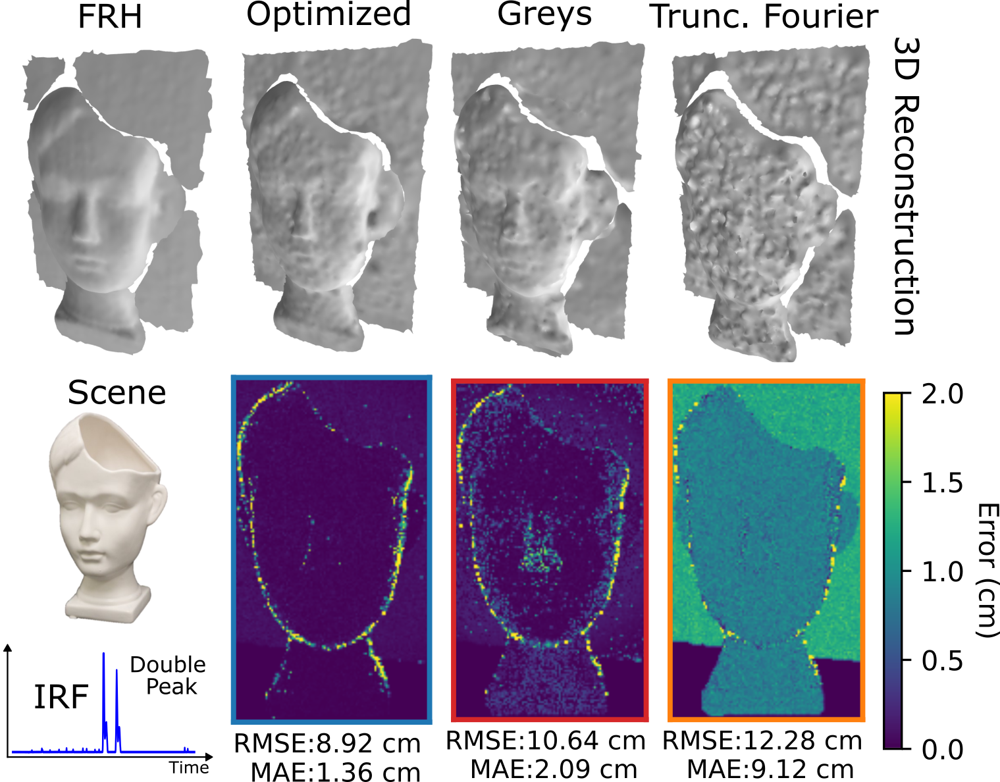 FRH
Optimized
Greys
Trunc. Fourier
3D Reconstruction
Scene
IRF
Double
Peak
Time
RMSE:8.92 cm
MAE:1.36 cm
RMSE:10.64 cm
MAE:2.09 cm
RMSE:12.28 cm
MAE:9.12 cm
2.0
1.5
1.0
0.5
0.0
Error (cm)